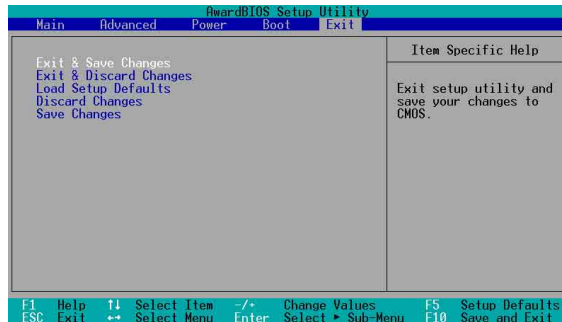 AwardBIOS Setup Utility
Main Advanced Power Boot Exit
Item Specific Help
Exit & Save Changes
Exit & Discard Changes
Load Setup Defaults
Discard Changes
Save Changes
Exit setup utility and
save your changes to
CMOS.
F1 Help ↑↓ Select Item -/+ Change Values F5 Setup Defaults
ESC Exit ←→ Select Menu Enter Select ► Sub-Menu F10 Save and Exit